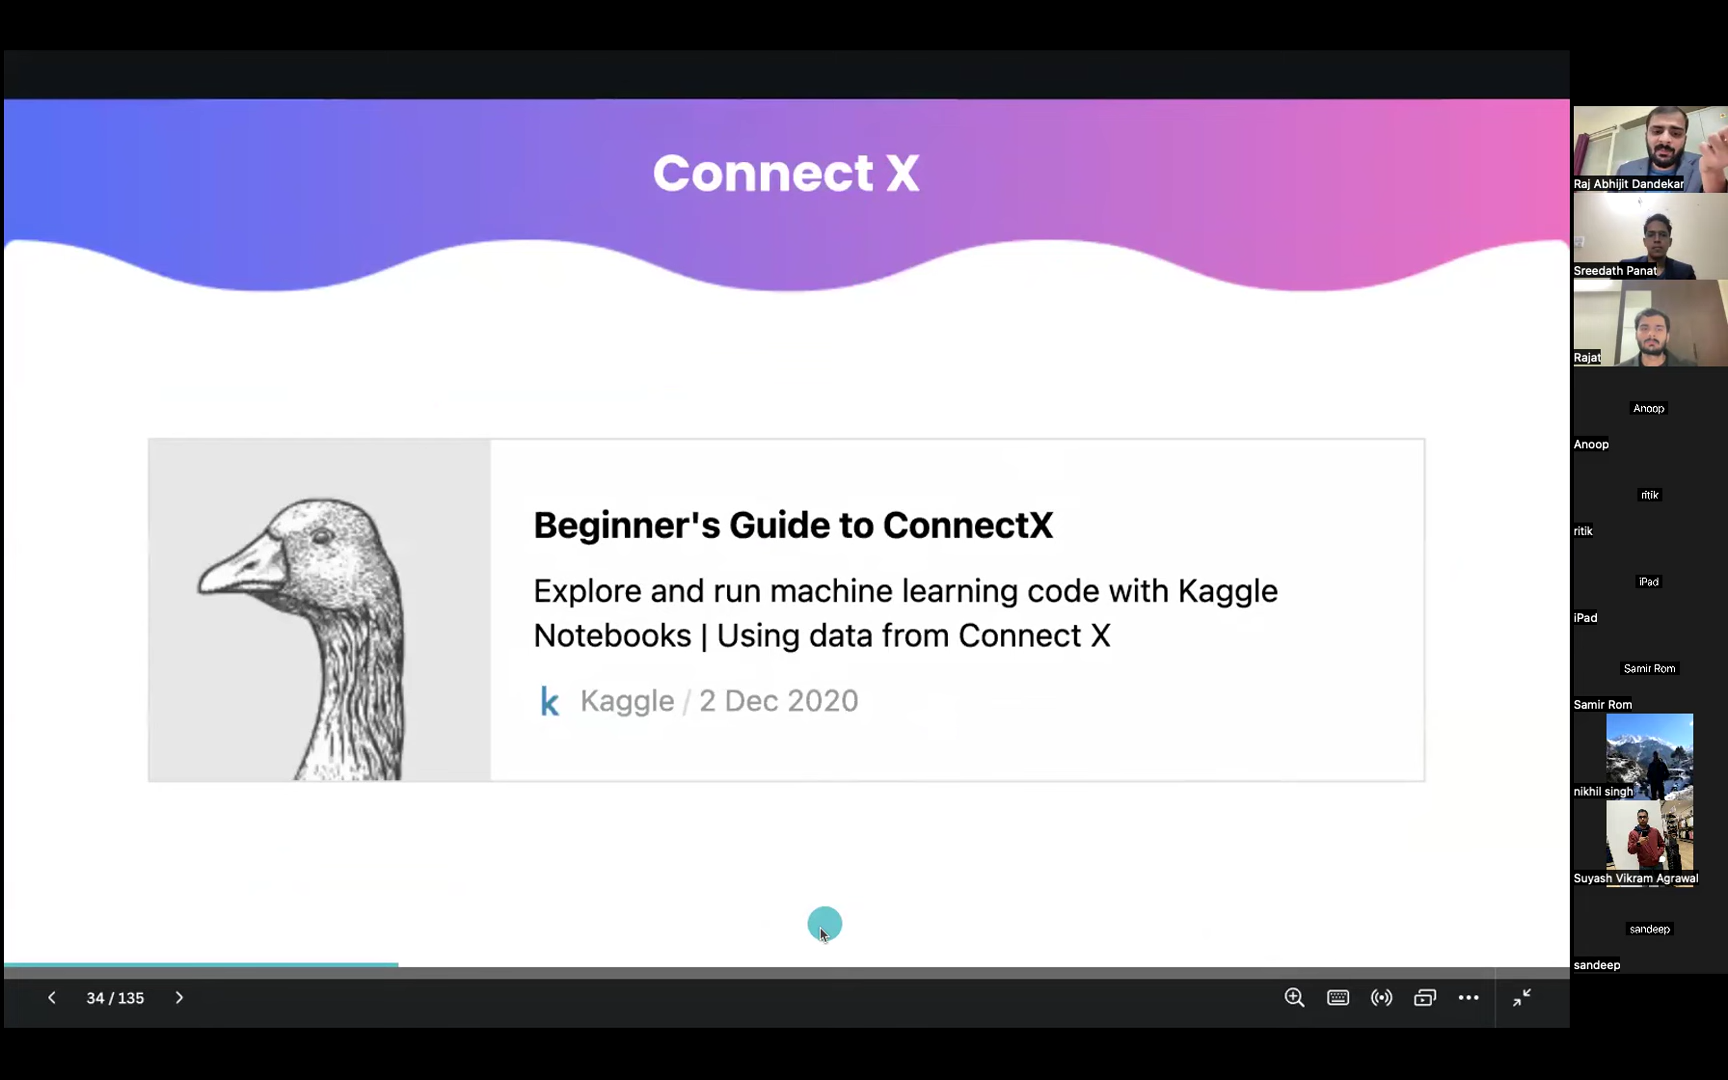 Connect X
Beginner's Guide to ConnectX
Explore and run machine learning code with Kaggle
Notebooks | Using data from Connect X
k Kaggle / 2 Dec 2020
34 / 135
Raj Abhijit Dandekar
Sreedath Panat
Rajat
Anoop
Anoop
ritik
ritik
iPad
iPad
Samir Rom
Samir Rom
nikhil singh
Suyash Vikram Agrawal
sandeep
sandeep